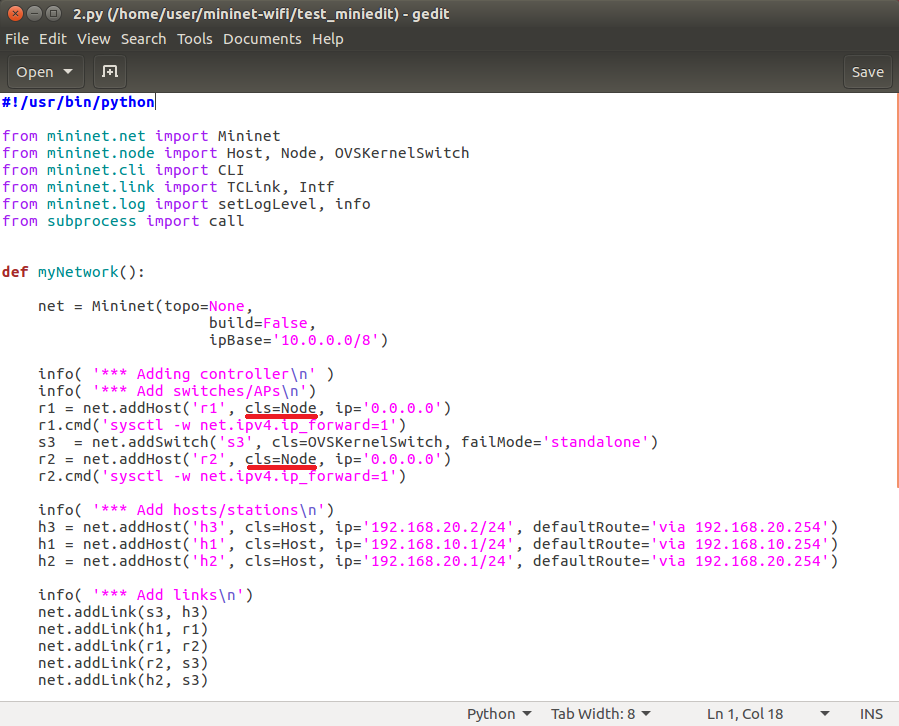 2.py (/home/user/mininet-wifi/test_miniedit) - gedit
File Edit View Search Tools Documents Help
Open Save
#!/usr/bin/python
from mininet.net import Mininet
from mininet.node import Host, Node, OVSKernelSwitch
from mininet.cli import CLI
from mininet.link import TCLink, Intf
from mininet.log import setLogLevel, info
from subprocess import call
def myNetwork():
    net = Mininet(topo=None,
                       build=False,
                       ipBase='10.0.0.0/8')
    info( '*** Adding controller\n' )
    info( '*** Add switches/APs\n')
    r1 = net.addHost('r1', cls=Node, ip='0.0.0.0')
    r1.cmd('sysctl -w net.ipv4.ip_forward=1')
    s3  = net.addSwitch('s3', cls=OVSKernelSwitch, failMode='standalone')
    r2 = net.addHost('r2', cls=Node, ip='0.0.0.0')
    r2.cmd('sysctl -w net.ipv4.ip_forward=1')
    info( '*** Add hosts/stations\n')
    h3 = net.addHost('h3', cls=Host, ip='192.168.20.2/24', defaultRoute='via 192.168.20.254')
    h1 = net.addHost('h1', cls=Host, ip='192.168.10.1/24', defaultRoute='via 192.168.10.254')
    h2 = net.addHost('h2', cls=Host, ip='192.168.20.1/24', defaultRoute='via 192.168.20.254')
    info( '*** Add links\n')
    net.addLink(s3, h3)
    net.addLink(h1, r1)
    net.addLink(r1, r2)
    net.addLink(r2, s3)
    net.addLink(h2, s3)
Python Tab Width: 8 Ln 1, Col 18 INS